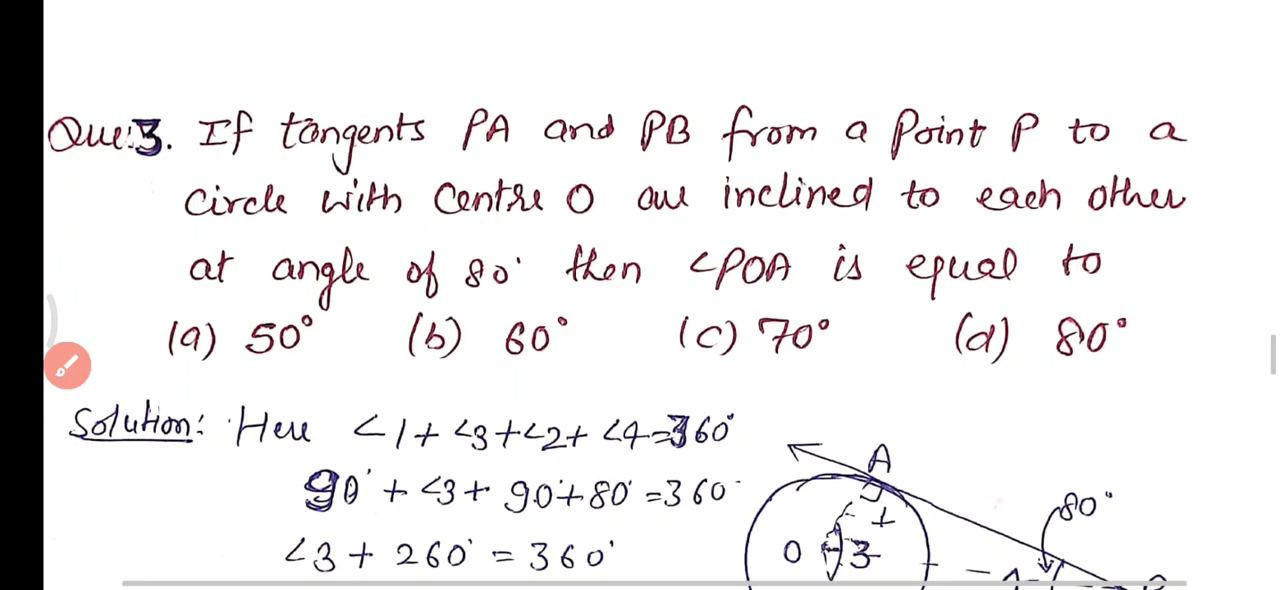 Que:3. If tangents PA and PB from a Point P to a
circle with Centre O are inclined to each other
at angle of 80° then ∠POA is equal to
(a) 50° (b) 60° (c) 70° (d) 80°
Solution: Here ∠1+∠3+∠2+∠4=360°
90°+∠3+90°+80°=360°
∠3+260°=360°
A
80°
O
3